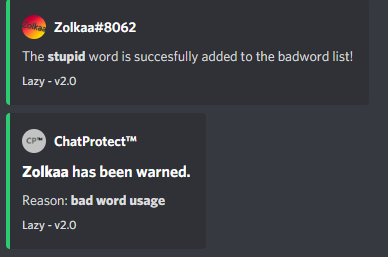 Zolkaa
Zolkaa#8062
The stupid word is succesfully added to the badword list!
Lazy - v2.0
CP™
ChatProtect™
Zolkaa has been warned.
Reason: bad word usage
Lazy - v2.0